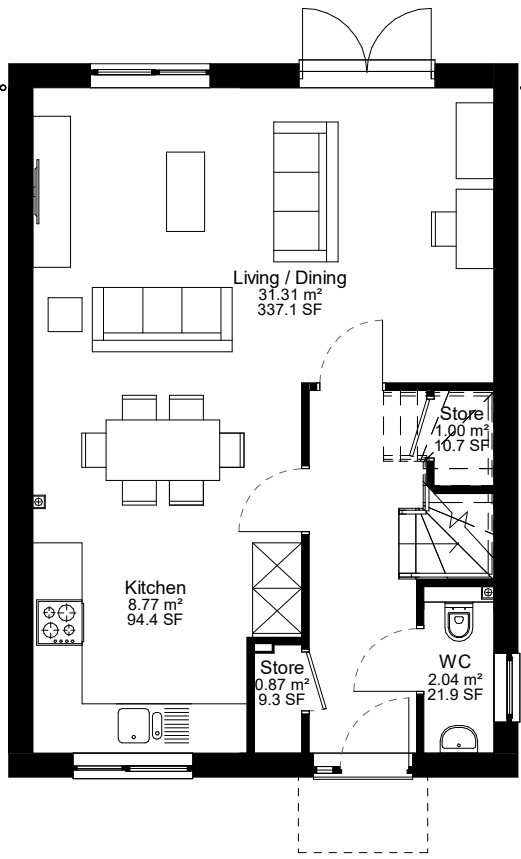 Living / Dining
31.31 m²
337.1 SF
Store
1.00 m²
10.7 SF
Kitchen
8.77 m²
94.4 SF
Store
0.87 m²
9.3 SF
WC
2.04 m²
21.9 SF